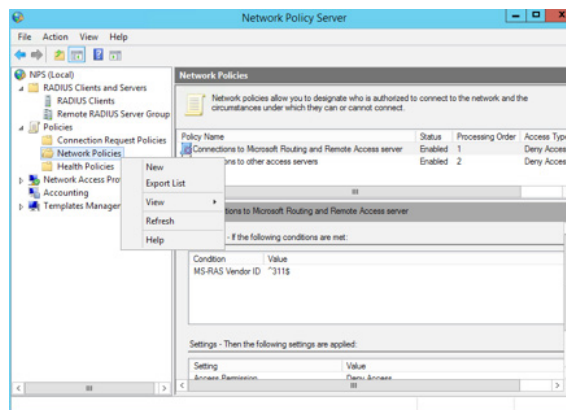 Network Policy Server
File Action View Help
NPS (Local)
RADIUS Clients and Servers
RADIUS Clients
Remote RADIUS Server Group
Policies
Connection Request Policies
Network Policies
Health Policies
Network Access Pro
Accounting
Templates Manager
New
Export List
View
Refresh
Help
Network Policies
Network policies allow you to designate who is authorized to connect to the network and the
circumstances under which they can or cannot connect.
Policy Name Status Processing Order Access Type
Connections to Microsoft Routing and Remote Access server Enabled 1 Deny Acces
ons to other access servers Enabled 2 Deny Acces
ions to Microsoft Routing and Remote Access server
- If the following conditions are met:
Condition Value
MS-RAS Vendor ID ^311$
Settings - Then the following settings are applied:
Setting Value
Access Permission Deny Access